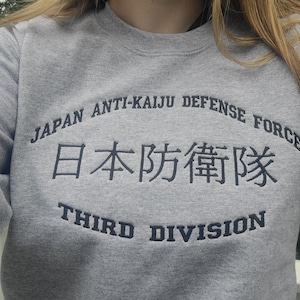 JAPAN ANTI-KAIJU DEFENSE FORCE
日本防衛隊
THIRD DIVISION